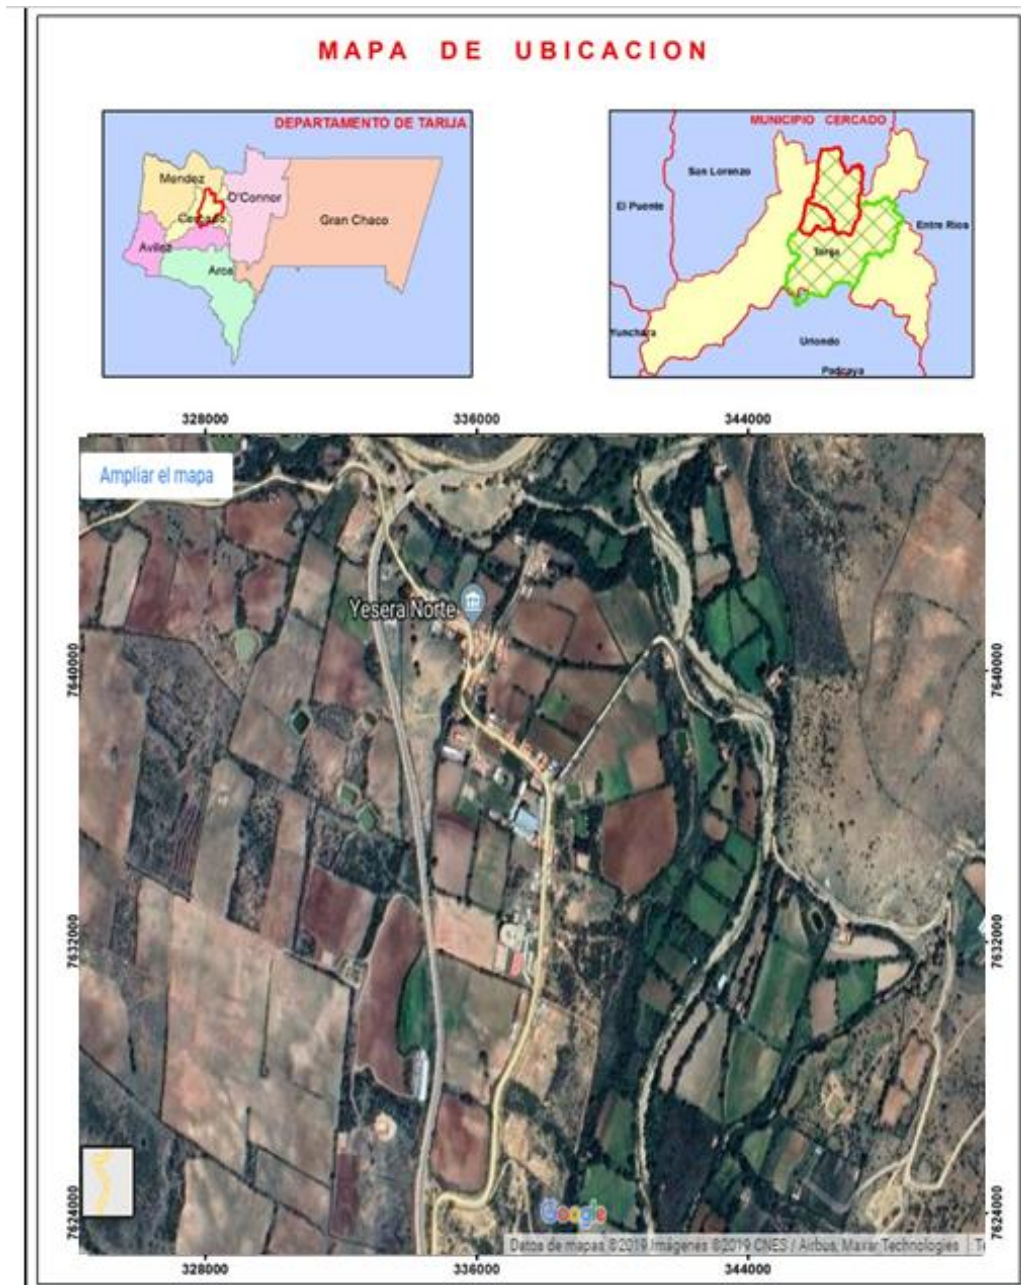 MAPA DE UBICACION
DEPARTAMENTO DE TARIJA
Mendez
O'Connor
Cercado
Gran Chaco
Avilez
Arce
MUNICIPIO CERCADO
San Lorenzo
El Puente
Entre Rios
Tarija
Yunchara
Uriondo
Padcaya
328000
336000
344000
Ampliar el mapa
Yesera Norte
7640000
7640000
7632000
7632000
7624000
7624000
Google
Datos de mapas ©2019 Imágenes ©2019 CNES / Airbus, Maxar Technologies
328000
336000
344000